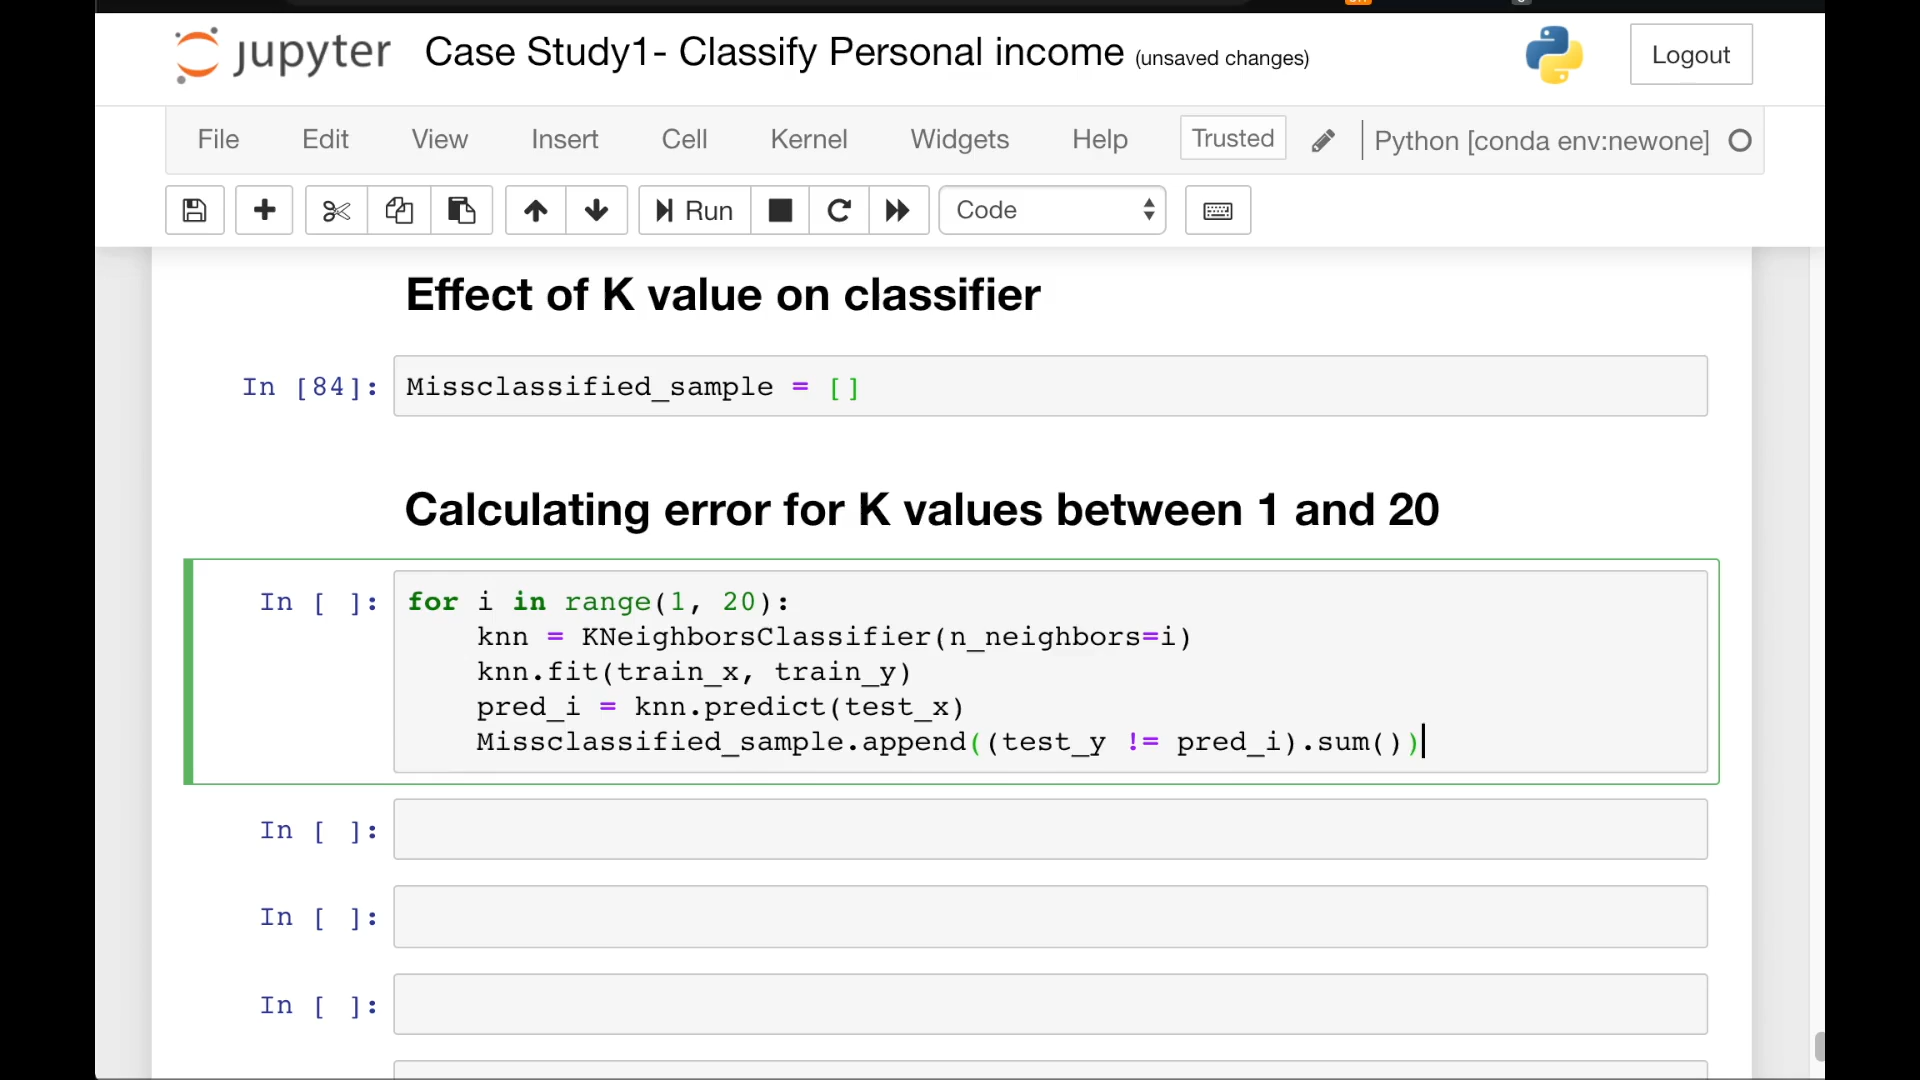 jupyter Case Study1- Classify Personal income (unsaved changes) Logout
File Edit View Insert Cell Kernel Widgets Help Trusted Python [conda env:newone]
Run Code
Effect of K value on classifier
In [84]: Missclassified_sample = []
Calculating error for K values between 1 and 20
In [ ]: for i in range(1, 20):
knn = KNeighborsClassifier(n_neighbors=i)
knn.fit(train_x, train_y)
pred_i = knn.predict(test_x)
Missclassified_sample.append((test_y != pred_i).sum())
In [ ]:
In [ ]:
In [ ]: